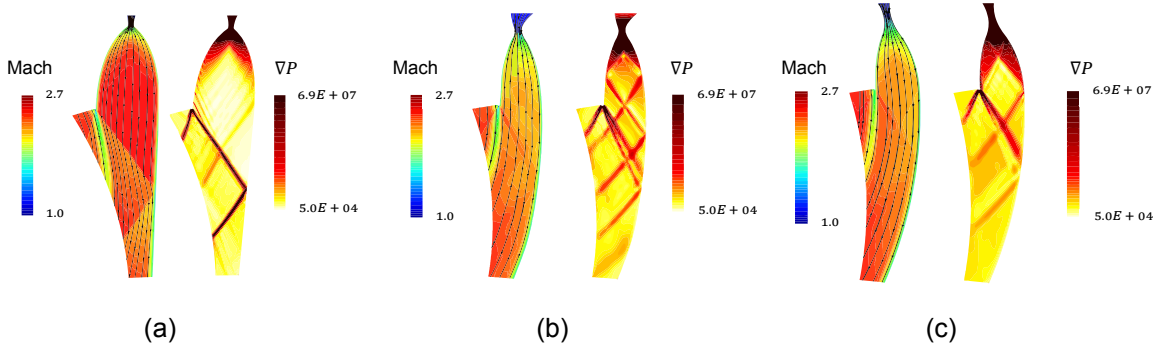 Mach
2.7
1.0
∇P
6.9E + 07
5.0E + 04
(a)
Mach
2.7
1.0
∇P
6.9E + 07
5.0E + 04
(b)
Mach
2.7
1.0
∇P
6.9E + 07
5.0E + 04
(c)